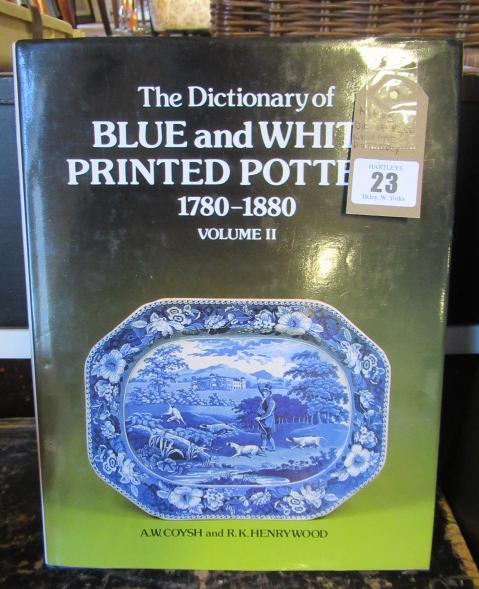 The Dictionary of
BLUE and WHIT
PRINTED POTTE
1780-1880
VOLUME II
HARTLEYS
23
Ilkley, W. Yorks
A.W. COYSH and R.K. HENRYWOOD